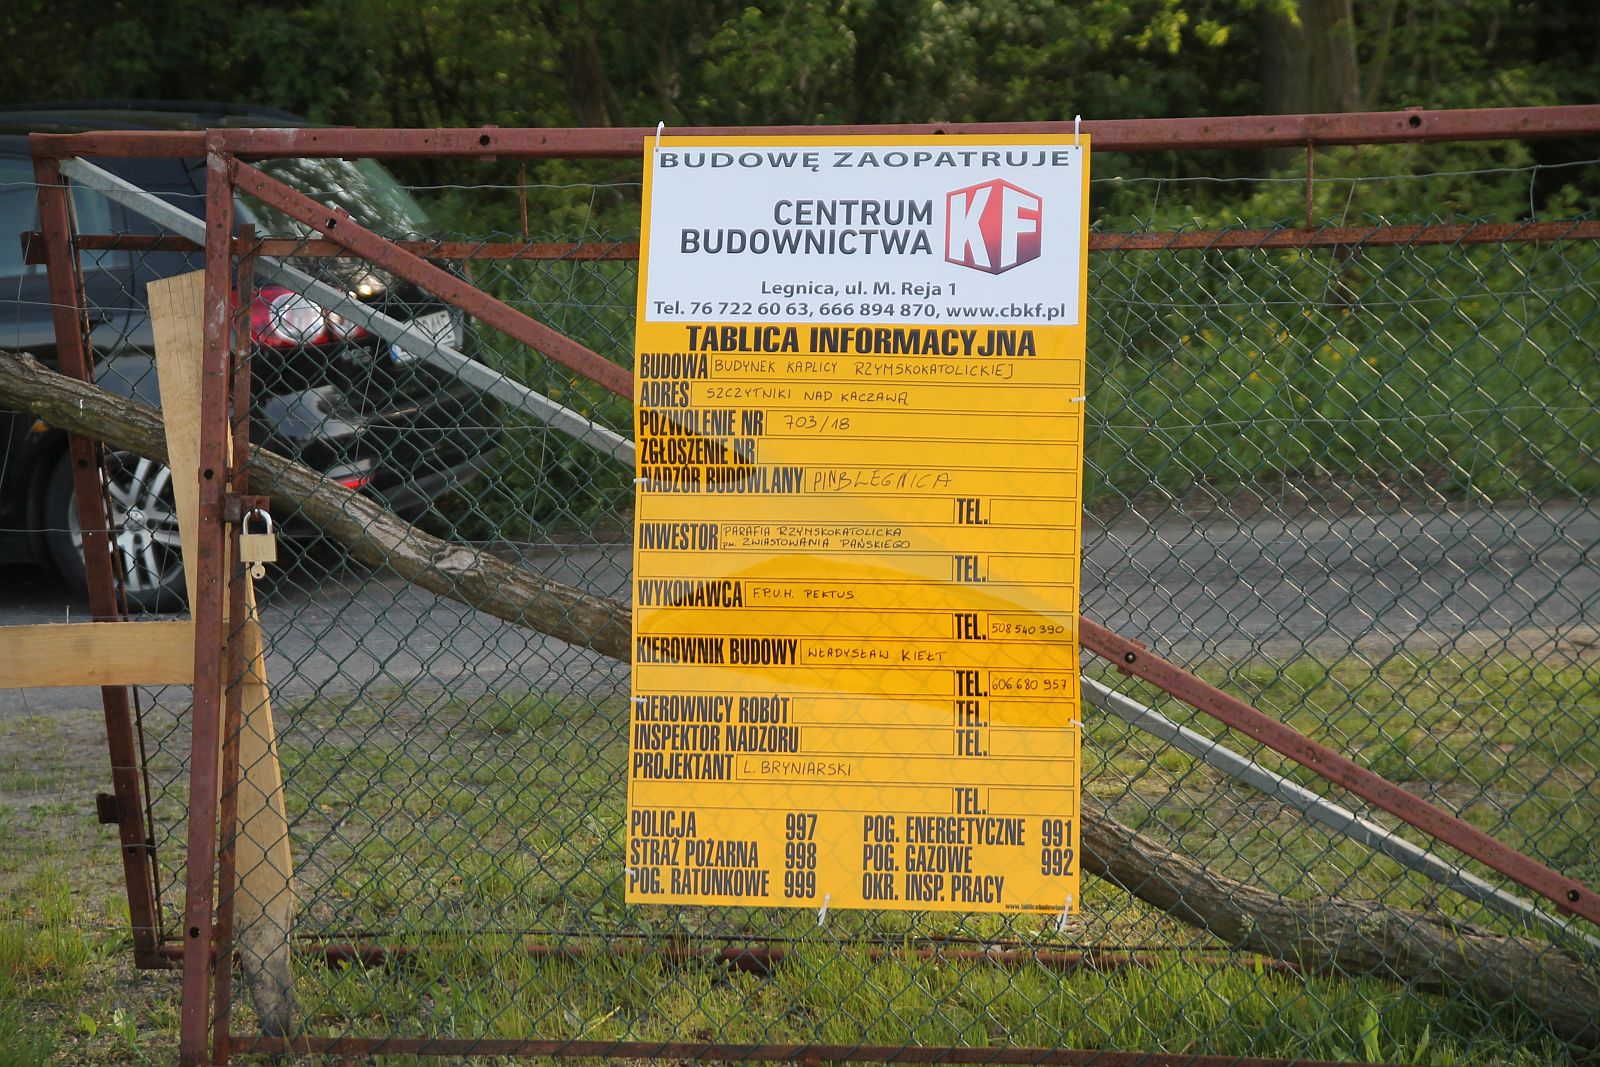 BUDOWĘ ZAOPATRUJE
CENTRUM
BUDOWNICTWA
KF
Legnica, ul. M. Reja 1
Tel. 76 722 60 63, 666 894 870, www.cbkf.pl
TABLICA INFORMACYJNA
BUDOWA BUDYNEK KAPLICY RZYMSKOKATOLICKIEJ
ADRES SZCZYTNIKI NAD KACZAWĄ
POZWOLENIE NR 703/18
ZGŁOSZENIE NR
NADZÓR BUDOWLANY PINB LEGNICA
TEL.
INWESTOR PARAFIA RZYMSKOKATOLICKA
PW. ZWIASTOWANIA PAŃSKIEGO
TEL.
WYKONAWCA F.P.U.H. PEKTUS
TEL. 508 540 390
KIEROWNIK BUDOWY WŁADYSŁAW KIEŁT
TEL. 606 680 957
KIEROWNICY ROBÓT TEL.
INSPEKTOR NADZORU TEL.
PROJEKTANT L. BRYNIARSKI
TEL.
POLICJA 997 POG. ENERGETYCZNE 991
STRAŻ POŻARNA 998 POG. GAZOWE 992
POG. RATUNKOWE 999 OKR. INSP. PRACY